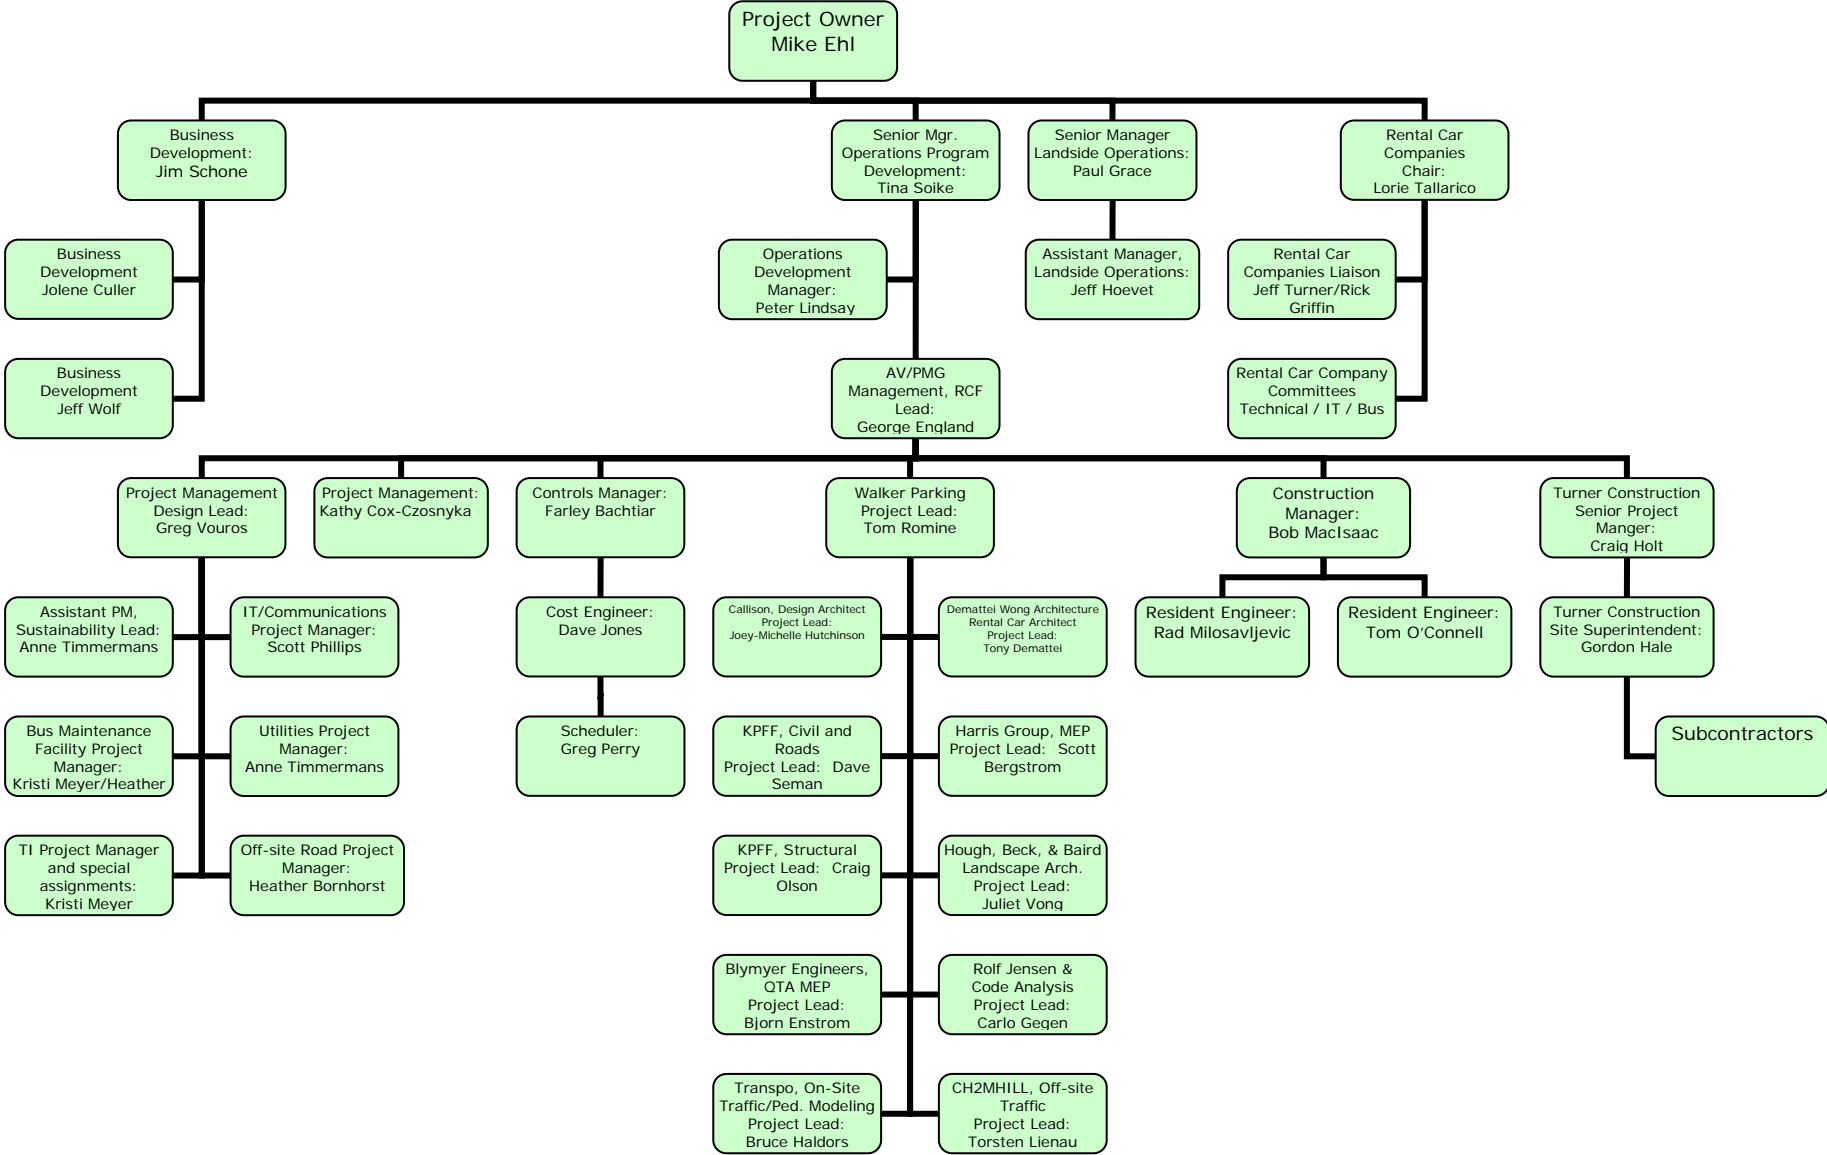 Project Owner
Mike Ehl
Business
Development:
Jim Schone
Senior Mgr.
Operations Program
Development:
Tina Soike
Senior Manager
Landside Operations:
Paul Grace
Rental Car
Companies
Chair:
Lorie Tallarico
Business
Development
Jolene Culler
Operations
Development
Manager:
Peter Lindsay
Assistant Manager,
Landside Operations:
Jeff Hoevet
Rental Car
Companies Liaison
Jeff Turner/Rick
Griffin
Business
Development
Jeff Wolf
AV/PMG
Management, RCF
Lead:
George England
Rental Car Company
Committees
Technical / IT / Bus
Project Management
Design Lead:
Greg Vouros
Project Management:
Kathy Cox-Czosnyka
Controls Manager:
Farley Bachtiar
Walker Parking
Project Lead:
Tom Romine
Construction
Manager:
Bob MacIsaac
Turner Construction
Senior Project
Manger:
Craig Holt
Assistant PM,
Sustainability Lead:
Anne Timmermans
IT/Communications
Project Manager:
Scott Phillips
Cost Engineer:
Dave Jones
Callison, Design Architect
Project Lead:
Joey-Michelle Hutchinson
Demattei Wong Architecture
Rental Car Architect
Project Lead:
Tony Demattei
Resident Engineer:
Rad Milosavljevic
Resident Engineer:
Tom O’Connell
Turner Construction
Site Superintendent:
Gordon Hale
Bus Maintenance
Facility Project
Manager:
Kristi Meyer/Heather
Utilities Project
Manager:
Anne Timmermans
Scheduler:
Greg Perry
KPFF, Civil and
Roads
Project Lead:  Dave
Seman
Harris Group, MEP
Project Lead:  Scott
Bergstrom
Subcontractors
TI Project Manager
and special
assignments:
Kristi Meyer
Off-site Road Project
Manager:
Heather Bornhorst
KPFF, Structural
Project Lead:  Craig
Olson
Hough, Beck, & Baird
Landscape Arch.
Project Lead:
Juliet Vong
Blymyer Engineers,
QTA MEP
Project Lead:
Bjorn Enstrom
Rolf Jensen &
Code Analysis
Project Lead:
Carlo Gegen
Transpo, On-Site
Traffic/Ped. Modeling
Project Lead:
Bruce Haldors
CH2MHILL, Off-site
Traffic
Project Lead:
Torsten Lienau